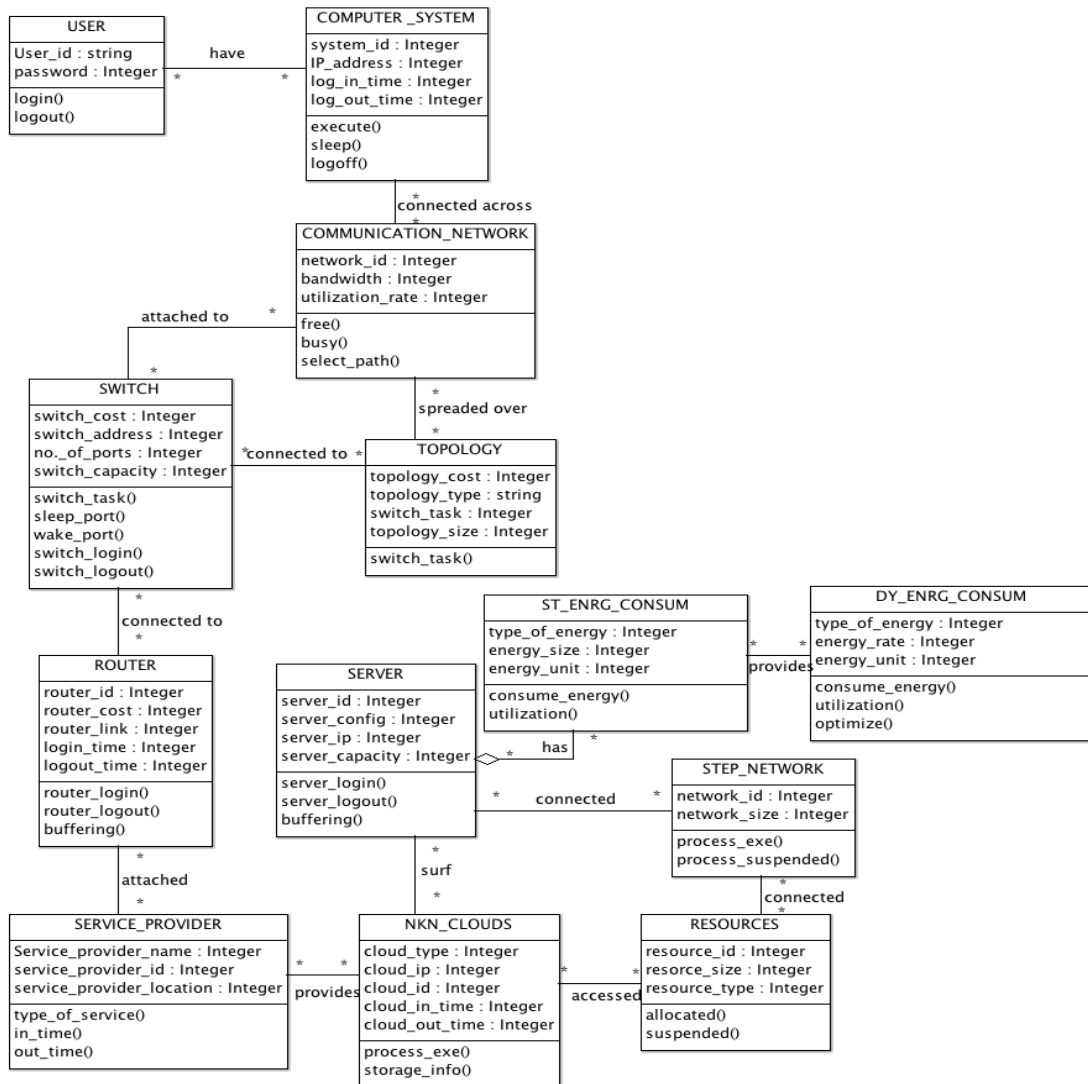 USER
User_id : string
password : Integer
login()
logout()
have
*
*
COMPUTER _SYSTEM
system_id : Integer
IP_address : Integer
log_in_time : Integer
log_out_time : Integer
execute()
sleep()
logoff()
*
connected across
*
COMMUNICATION_NETWORK
network_id : Integer
bandwidth : Integer
utilization_rate : Integer
free()
busy()
select_path()
attached to
*
*
*
spreaded over
*
SWITCH
switch_cost : Integer
switch_address : Integer
no._of_ports : Integer
switch_capacity : Integer
switch_task()
sleep_port()
wake_port()
switch_login()
switch_logout()
*
connected to
*
TOPOLOGY
topology_cost : Integer
topology_type : string
switch_task : Integer
topology_size : Integer
switch_task()
*
connected to
*
ROUTER
router_id : Integer
router_cost : Integer
router_link : Integer
login_time : Integer
logout_time : Integer
router_login()
router_logout()
buffering()
*
attached
*
SERVER
server_id : Integer
server_config : Integer
server_ip : Integer
server_capacity : Integer
server_login()
server_logout()
buffering()
ST_ENRG_CONSUM
type_of_energy : Integer
energy_size : Integer
energy_unit : Integer
consume_energy()
utilization()
*
*
provides
DY_ENRG_CONSUM
type_of_energy : Integer
energy_rate : Integer
energy_unit : Integer
consume_energy()
utilization()
optimize()
*
has
*
*
connected
*
STEP_NETWORK
network_id : Integer
network_size : Integer
process_exe()
process_suspended()
*
surf
*
*
connected
*
SERVICE_PROVIDER
Service_provider_name : Integer
service_provider_id : Integer
service_provider_location : Integer
type_of_service()
in_time()
out_time()
*
*
provides
NKN_CLOUDS
cloud_type : Integer
cloud_ip : Integer
cloud_id : Integer
cloud_in_time : Integer
cloud_out_time : Integer
process_exe()
storage_info()
*
*
accessed
RESOURCES
resource_id : Integer
resorce_size : Integer
resource_type : Integer
allocated()
suspended()